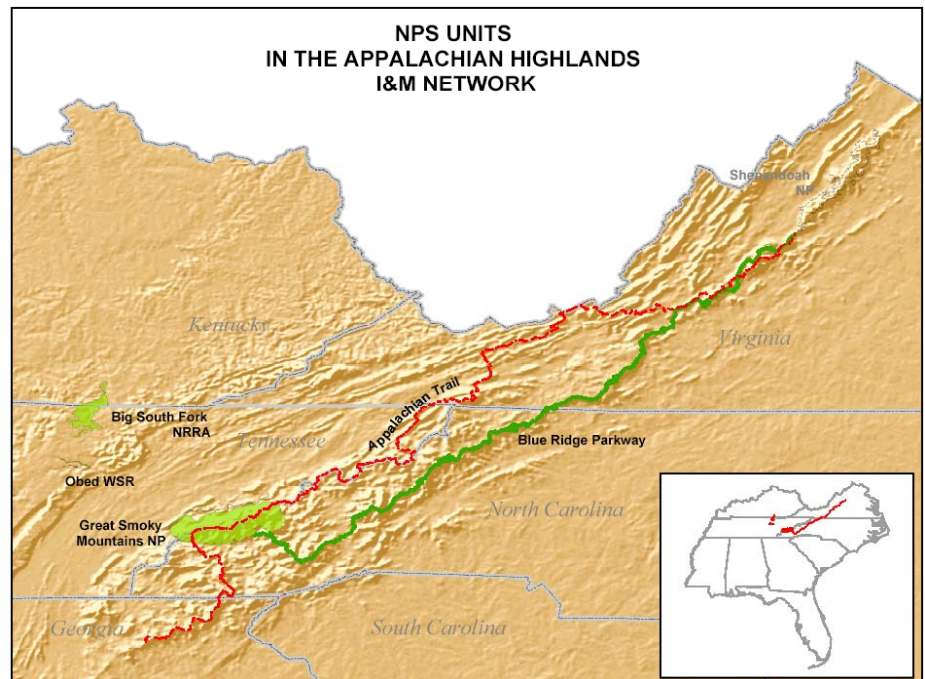 NPS UNITS
IN THE APPALACHIAN HIGHLANDS
I&M NETWORK
Shenandoah
NP
Kentucky
Virginia
Appalachian Trail
Big South Fork
NRRA
Tennessee
Blue Ridge Parkway
Obed WSR
North Carolina
Great Smoky
Mountains NP
Georgia
South Carolina